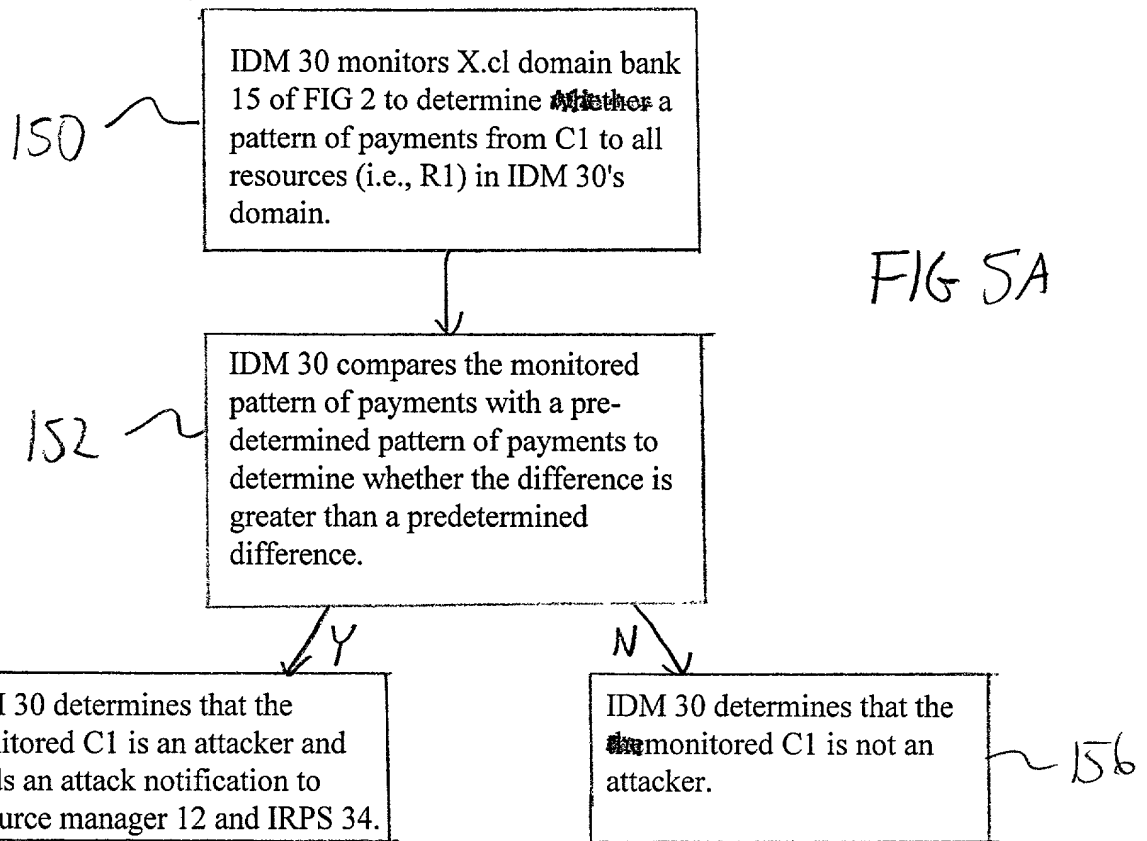 IDM 30 monitors X.cl domain bank
15 of FIG 2 to determine whether a
pattern of payments from C1 to all
resources (i.e., R1) in IDM 30's
domain.
150
FIG 5A
IDM 30 compares the monitored
pattern of payments with a pre-
determined pattern of payments to
determine whether the difference is
greater than a predetermined
difference.
152
Y
N
30 determines that the
itored C1 is an attacker and
ds an attack notification to
urce manager 12 and IRPS 34.
IDM 30 determines that the
monitored C1 is not an
attacker.
156